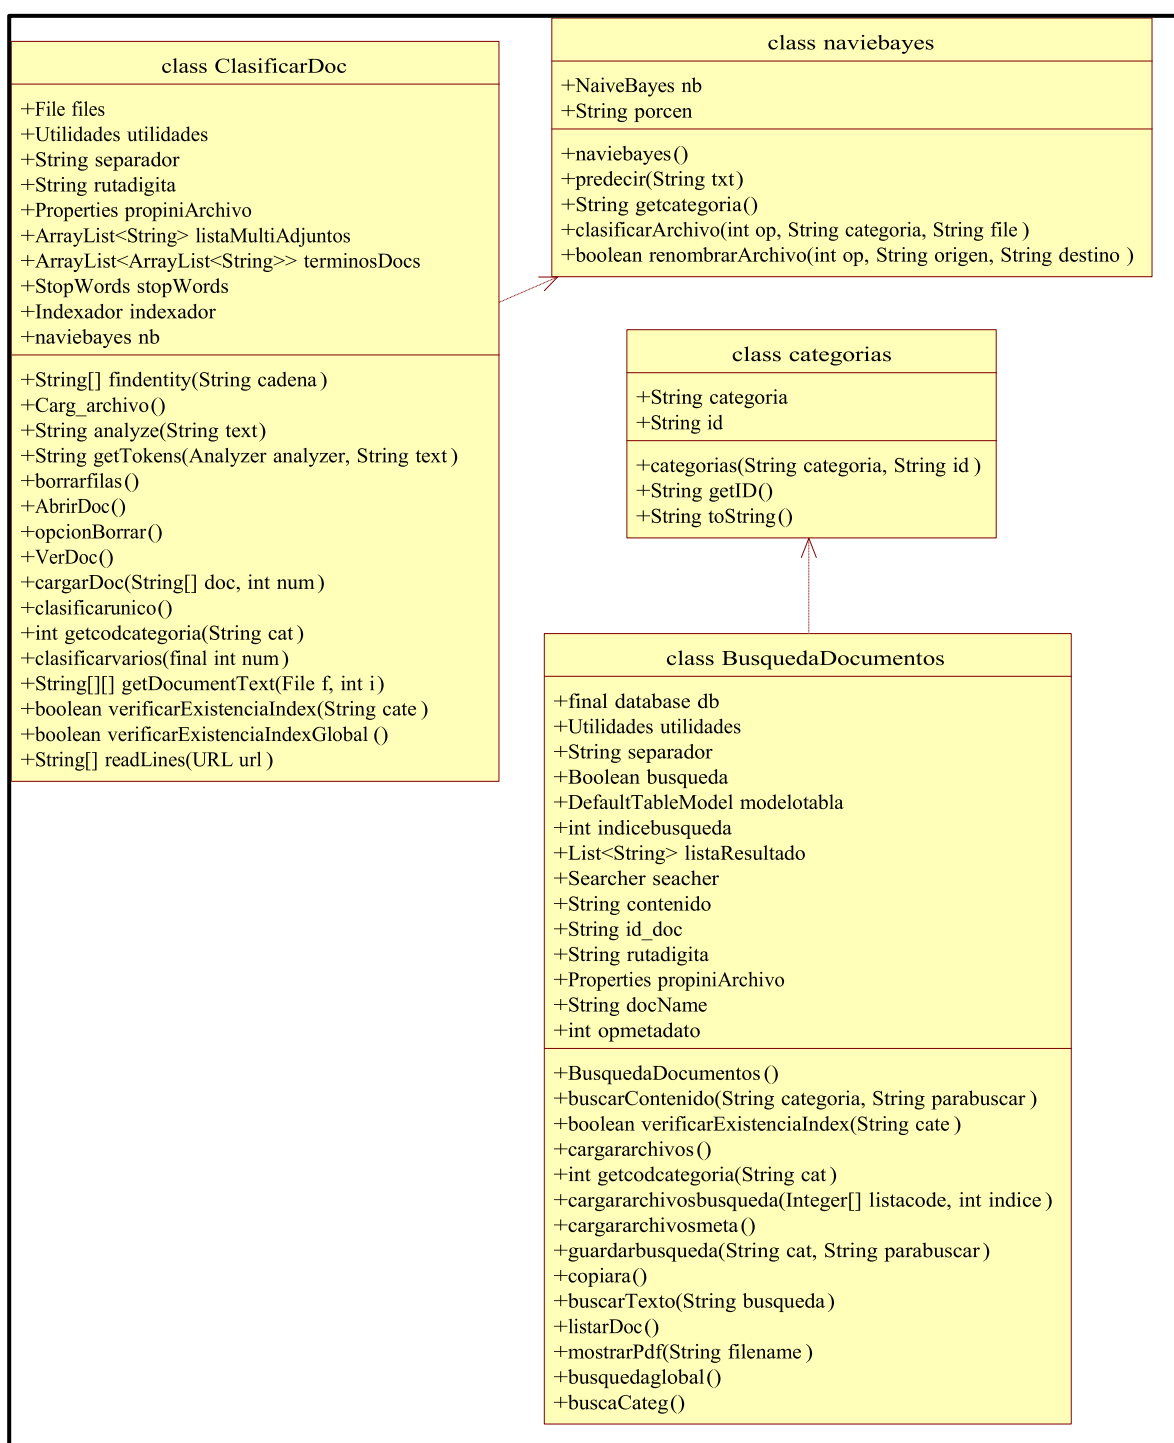 class ClasificarDoc
+File files
+Utilidades utilidades
+String separador
+String rutadigita
+Properties propiniArchivo
+ArrayList<String> listaMultiAdjuntos
+ArrayList<ArrayList<String>> terminosDocs
+StopWords stopWords
+Indexador indexador
+naviebayes nb
+String[] findentity(String cadena)
+Carg_archivo()
+String analyze(String text)
+String getTokens(Analyzer analyzer, String text)
+borrarfilas()
+AbrirDoc()
+opcionBorrar()
+VerDoc()
+cargarDoc(String[] doc, int num)
+clasificarunico()
+int getcodcategoria(String cat)
+clasificarvarios(final int num)
+String[][] getDocumentText(File f, int i)
+boolean verificarExistenciaIndex(String cate)
+boolean verificarExistenciaIndexGlobal()
+String[] readLines(URL url)
class naviebayes
+NaiveBayes nb
+String porcen
+naviebayes()
+predecir(String txt)
+String getcategoria()
+clasificarArchivo(int op, String categoria, String file)
+boolean renombrarArchivo(int op, String origen, String destino)
class categorias
+String categoria
+String id
+categorias(String categoria, String id)
+String getID()
+String toString()
class BusquedaDocumentos
+final database db
+Utilidades utilidades
+String separador
+Boolean busqueda
+DefaultTableModel modelotabla
+int indicebusqueda
+List<String> listaResultado
+Searcher seacher
+String contenido
+String id_doc
+String rutadigita
+Properties propiniArchivo
+String docName
+int opmetadato
+BusquedaDocumentos()
+buscarContenido(String categoria, String parabuscar)
+boolean verificarExistenciaIndex(String cate)
+cargararchivos()
+int getcodcategoria(String cat)
+cargararchivosbusqueda(Integer[] listacode, int indice)
+cargararchivosmeta()
+guardarbusqueda(String cat, String parabuscar)
+copiara()
+buscarTexto(String busqueda)
+listarDoc()
+mostrarPdf(String filename)
+busquedaglobal()
+buscaCateg()